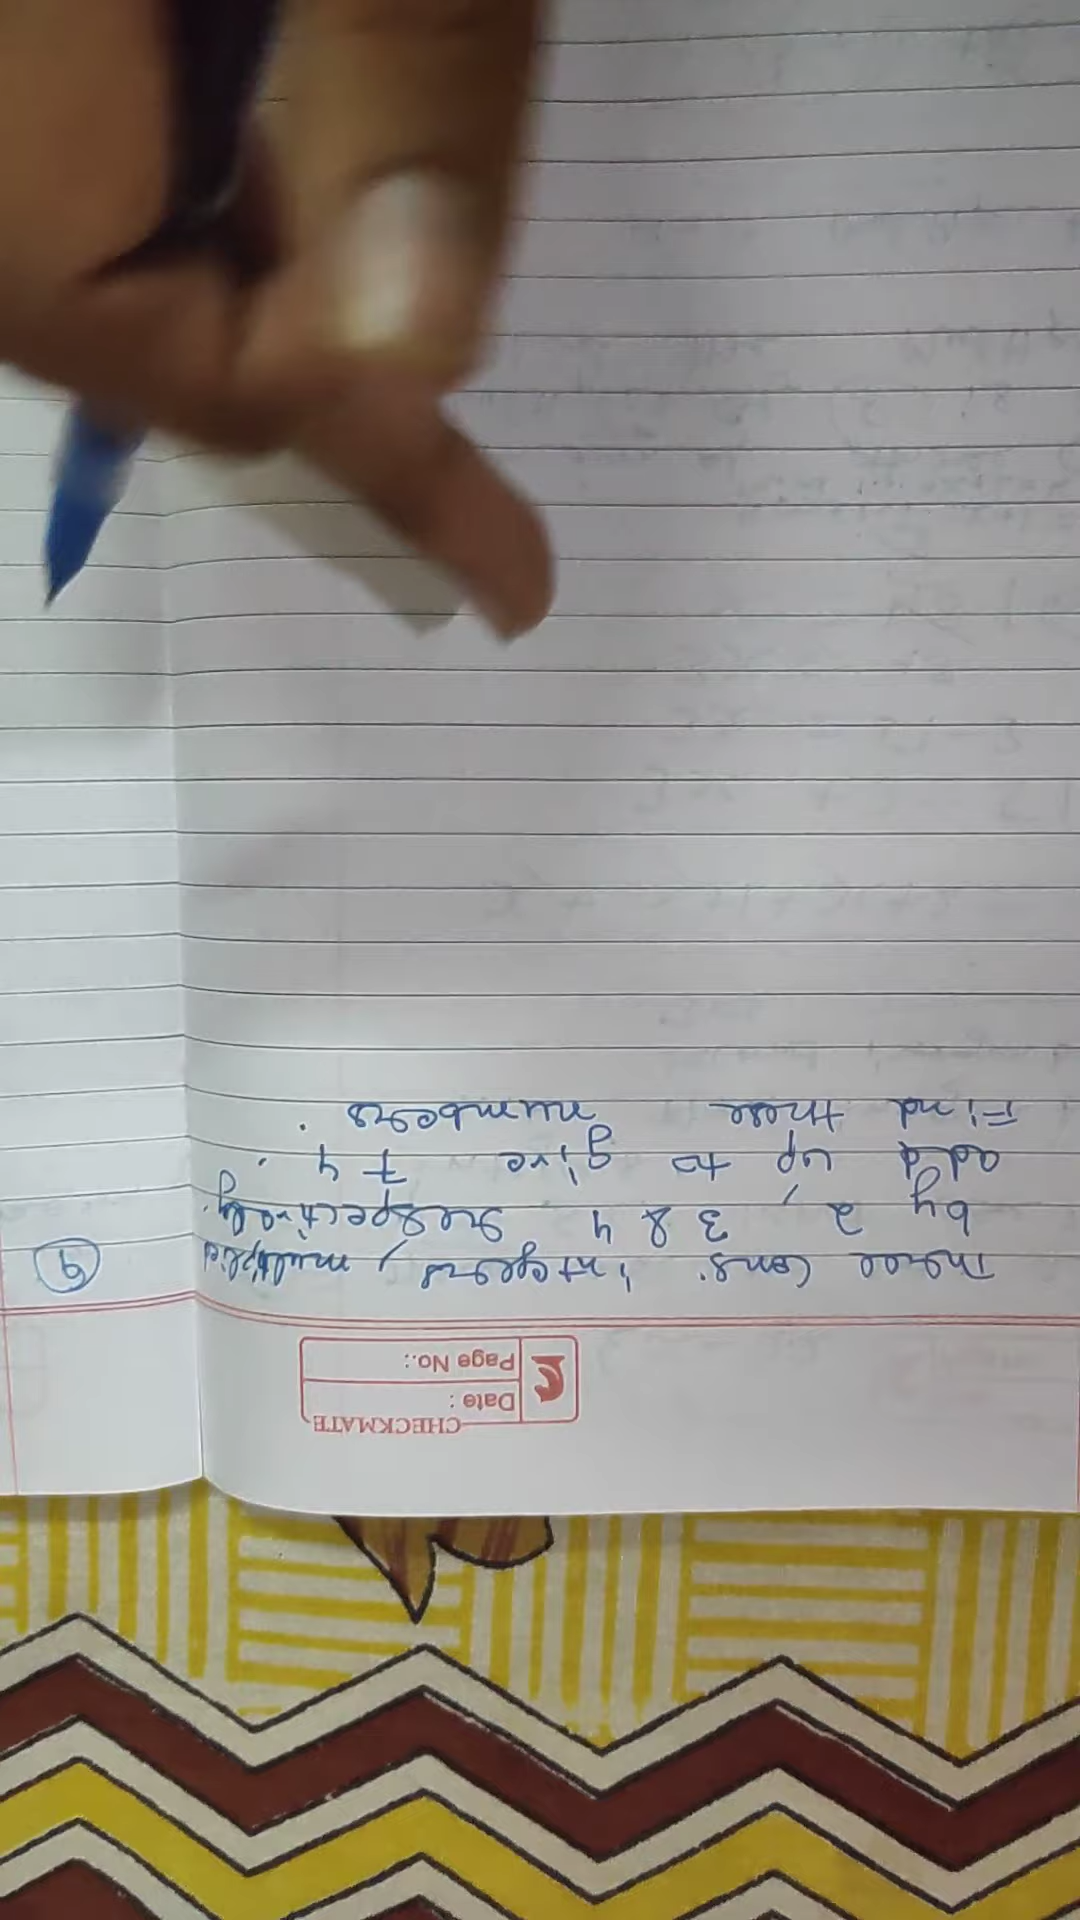 CHECKMATE
Date :
Page No.:
9
Three Cons. integers, multiplied
by 2, 3 & 4 respectively.
add up to give 74.
Find these numbers.